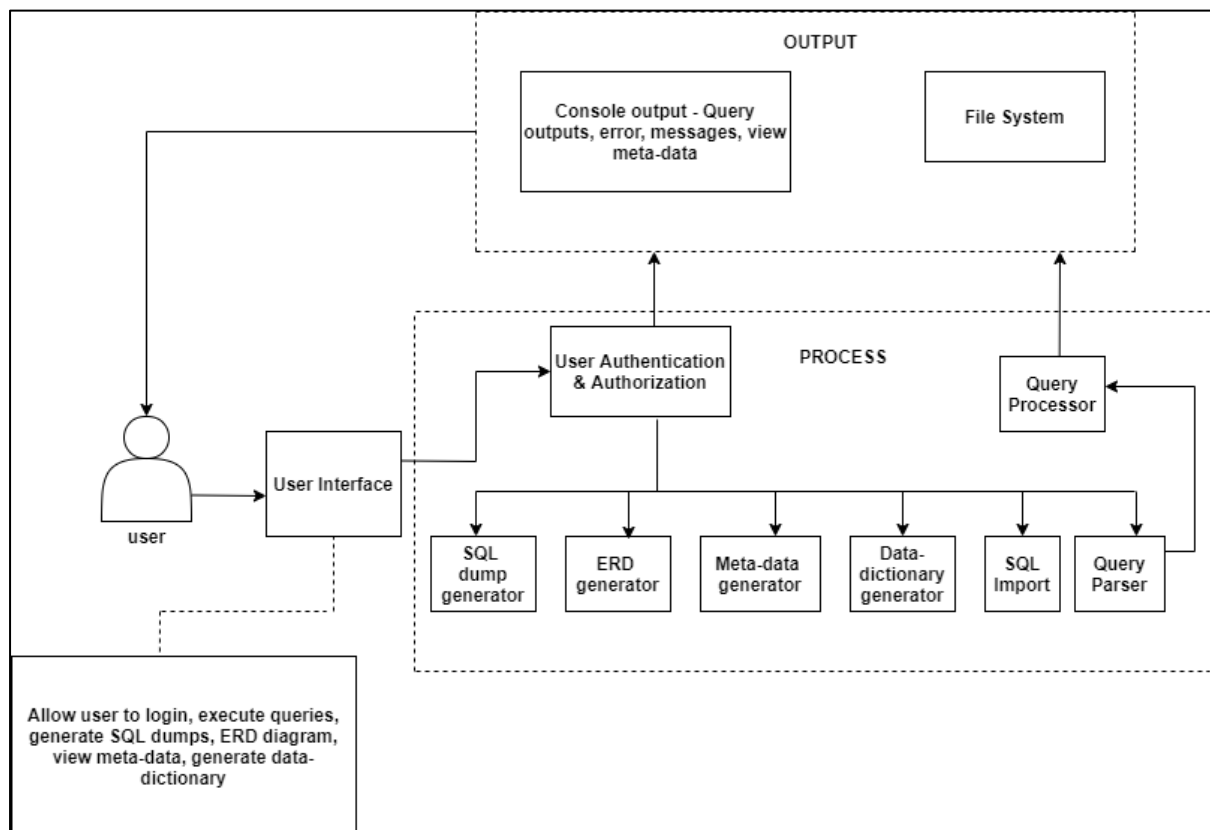 OUTPUT
Console output - Query
outputs, error, messages, view
meta-data
File System
User Authentication
& Authorization
PROCESS
Query
Processor
User Interface
user
SQL
dump
generator
ERD
generator
Meta-data
generator
Data-
dictionary
generator
SQL
Import
Query
Parser
Allow user to login, execute queries,
generate SQL dumps, ERD diagram,
view meta-data, generate data-
dictionary